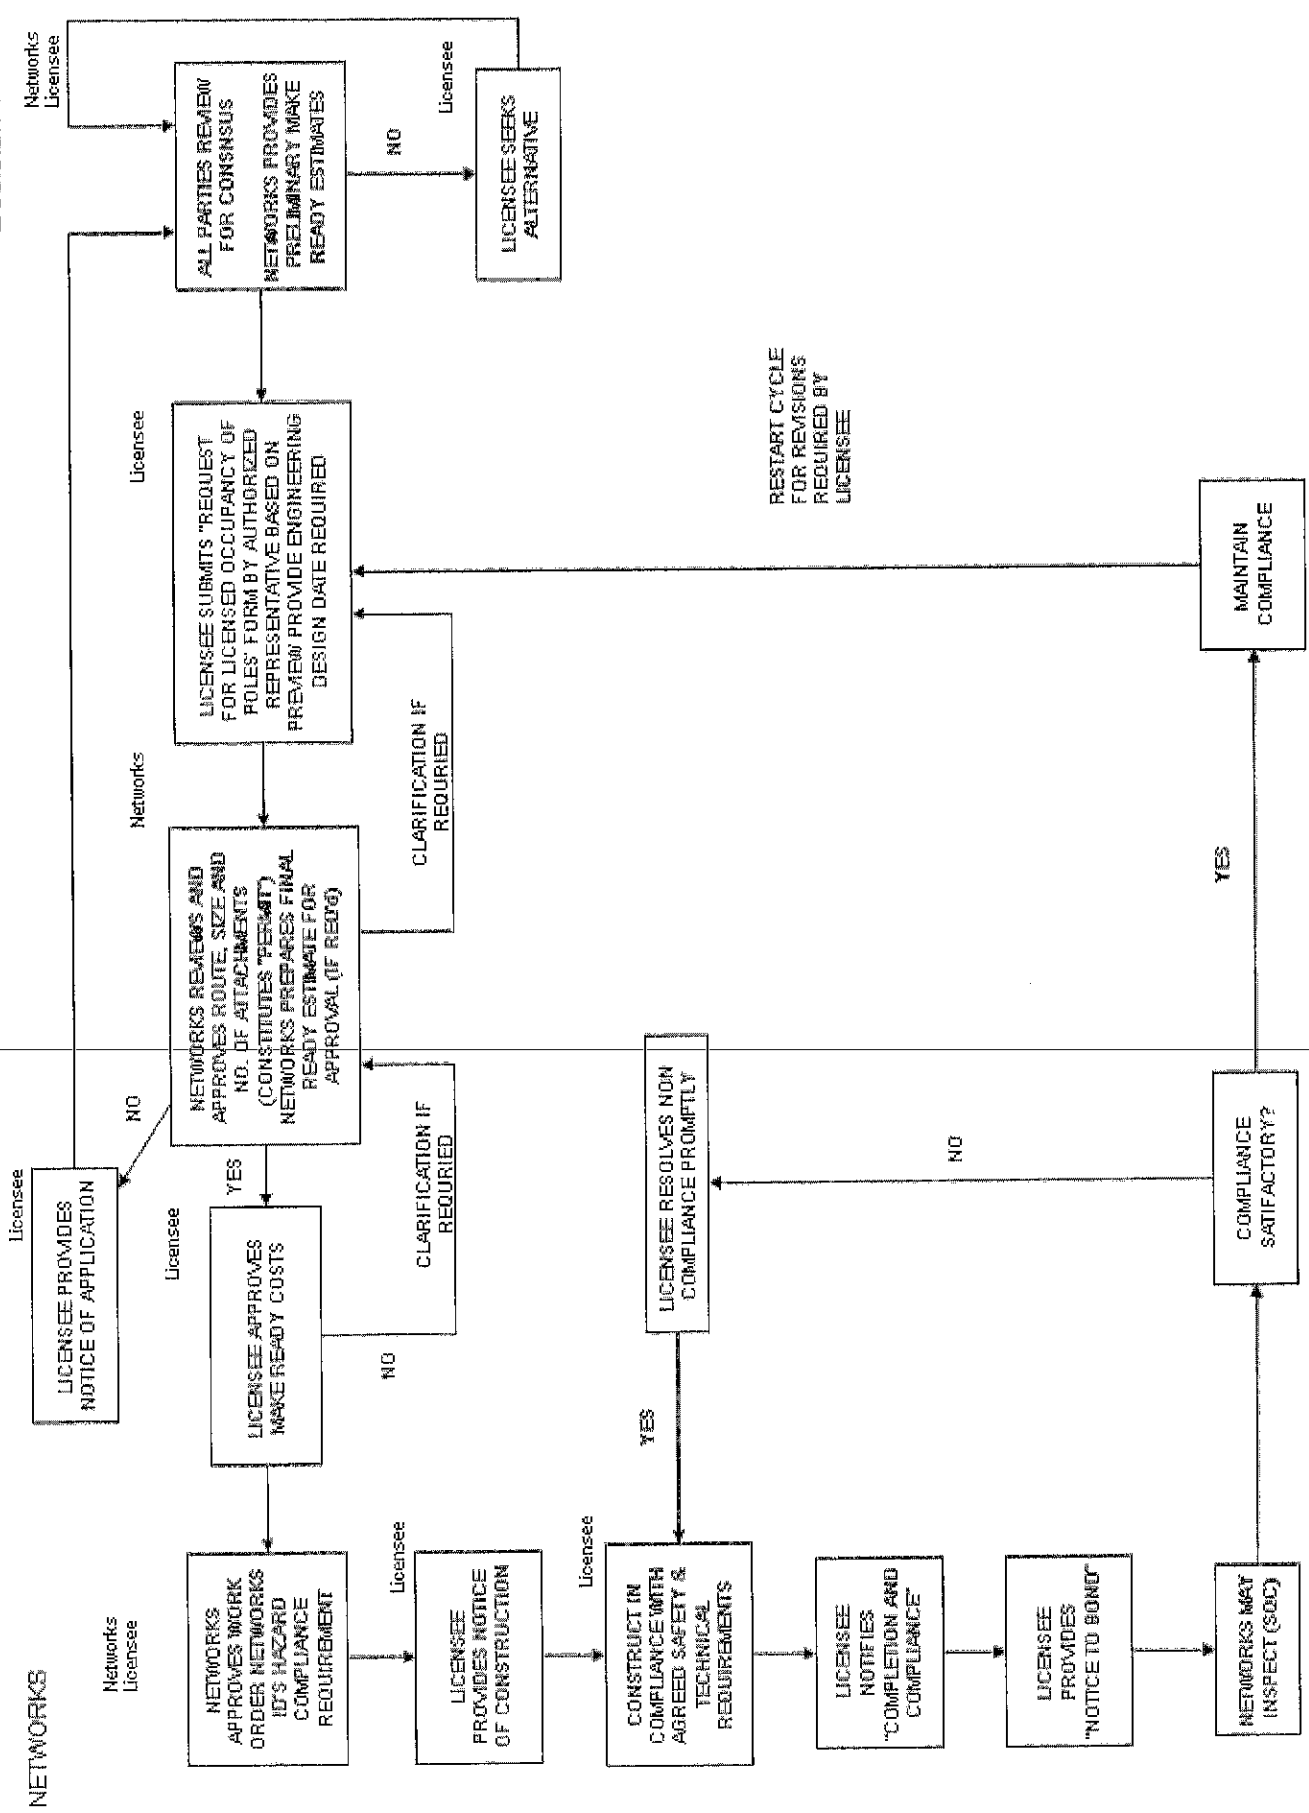 NETWORKS
Licensee
LICENSEE PROVIDES
NOTICE OF APPLICATION
Networks
Licensee
ALL PARTIES REVIEW
FOR CONSNSUS
NETWORKS PROVIDES
PRELIMINARY MAKE
READY ESTIMATES
NO
Licensee
LICENSEE SEEKS
ALTERNATIVE
Licensee
LICENSEE SUBMITS "REQUEST
FOR LICENSED OCCUPANCY OF
POLES' FORM BY AUTHORIZED
REPRESENTATIVE BASED ON
PREVIEW PROVIDE ENGINEERING
DESIGN DATE REQUIRED
Networks
NETWORKS REVIEWS AND
APPROVES ROUTE, SIZE AND
NO. OF ATTACHMENTS
(CONSTITUTES "PERMIT")
NETWORKS PREPARES FINAL
READY ESTIMATE FOR
APPROVAL (IF REQ'd)
CLARIFICATION IF
REQURIED
NO
YES
Licensee
LICENSEE APPROVES
MAKE READY COSTS
NO
CLARIFICATION IF
REQURIED
Networks
Licensee
NETWORKS
APPROVES WORK
ORDER NETWORKS
ID'S HAZARD
COMPLIANCE
REQUIREMENT
Licensee
LICENSEE
PROVIDES NOTICE
OF CONSTRUCTION
Licensee
CONSTRUCT IN
COMPLIANCE WITH
AGREED SAFETY &
TECHNICAL
REQUIREMENTS
YES
LICENSEE RESOLVES NON
COMPLIANCE PROMPTLY
LICENSEE
NOTIFIES
"COMPLETION AND
COMPLIANCE"
LICENSEE
PROVIDES
"NOTICE TO BOND"
NETWORKS MAY
INSPECT (SQC)
COMPLIANCE
SATIFACTORY?
NO
YES
MAINTAIN
COMPLIANCE
RESTART CYCLE
FOR REVISIONS
REQUIRED BY
LICENSEE